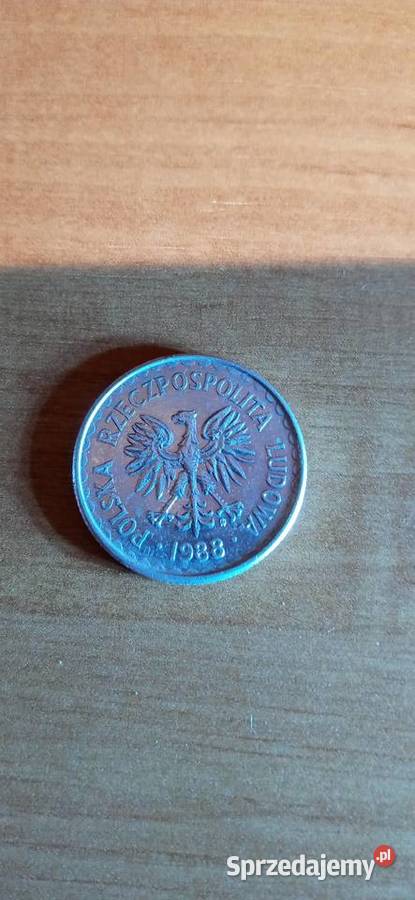 POLSKA RZECZPOSPOLITA LUDOWA
1988
Sprzedajemy.pl